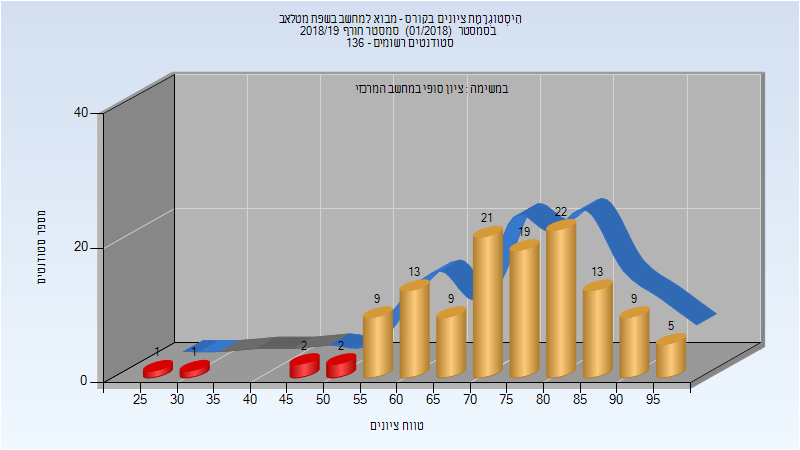 היסטוגרמת ציונים בקורס - מבוא למחשב בשפת מטלאב
בסמסטר (01/2018) סמסטר חורף 2018/19
סטודנטים רשומים - 136
במשימה : ציון סופי במחשב המרכזי
מספר סטודנטים
40
20
0
1 1 2 2 9 13 9 21 19 22 13 9 5
25 30 35 40 45 50 55 60 65 70 75 80 85 90 95
טווח ציונים